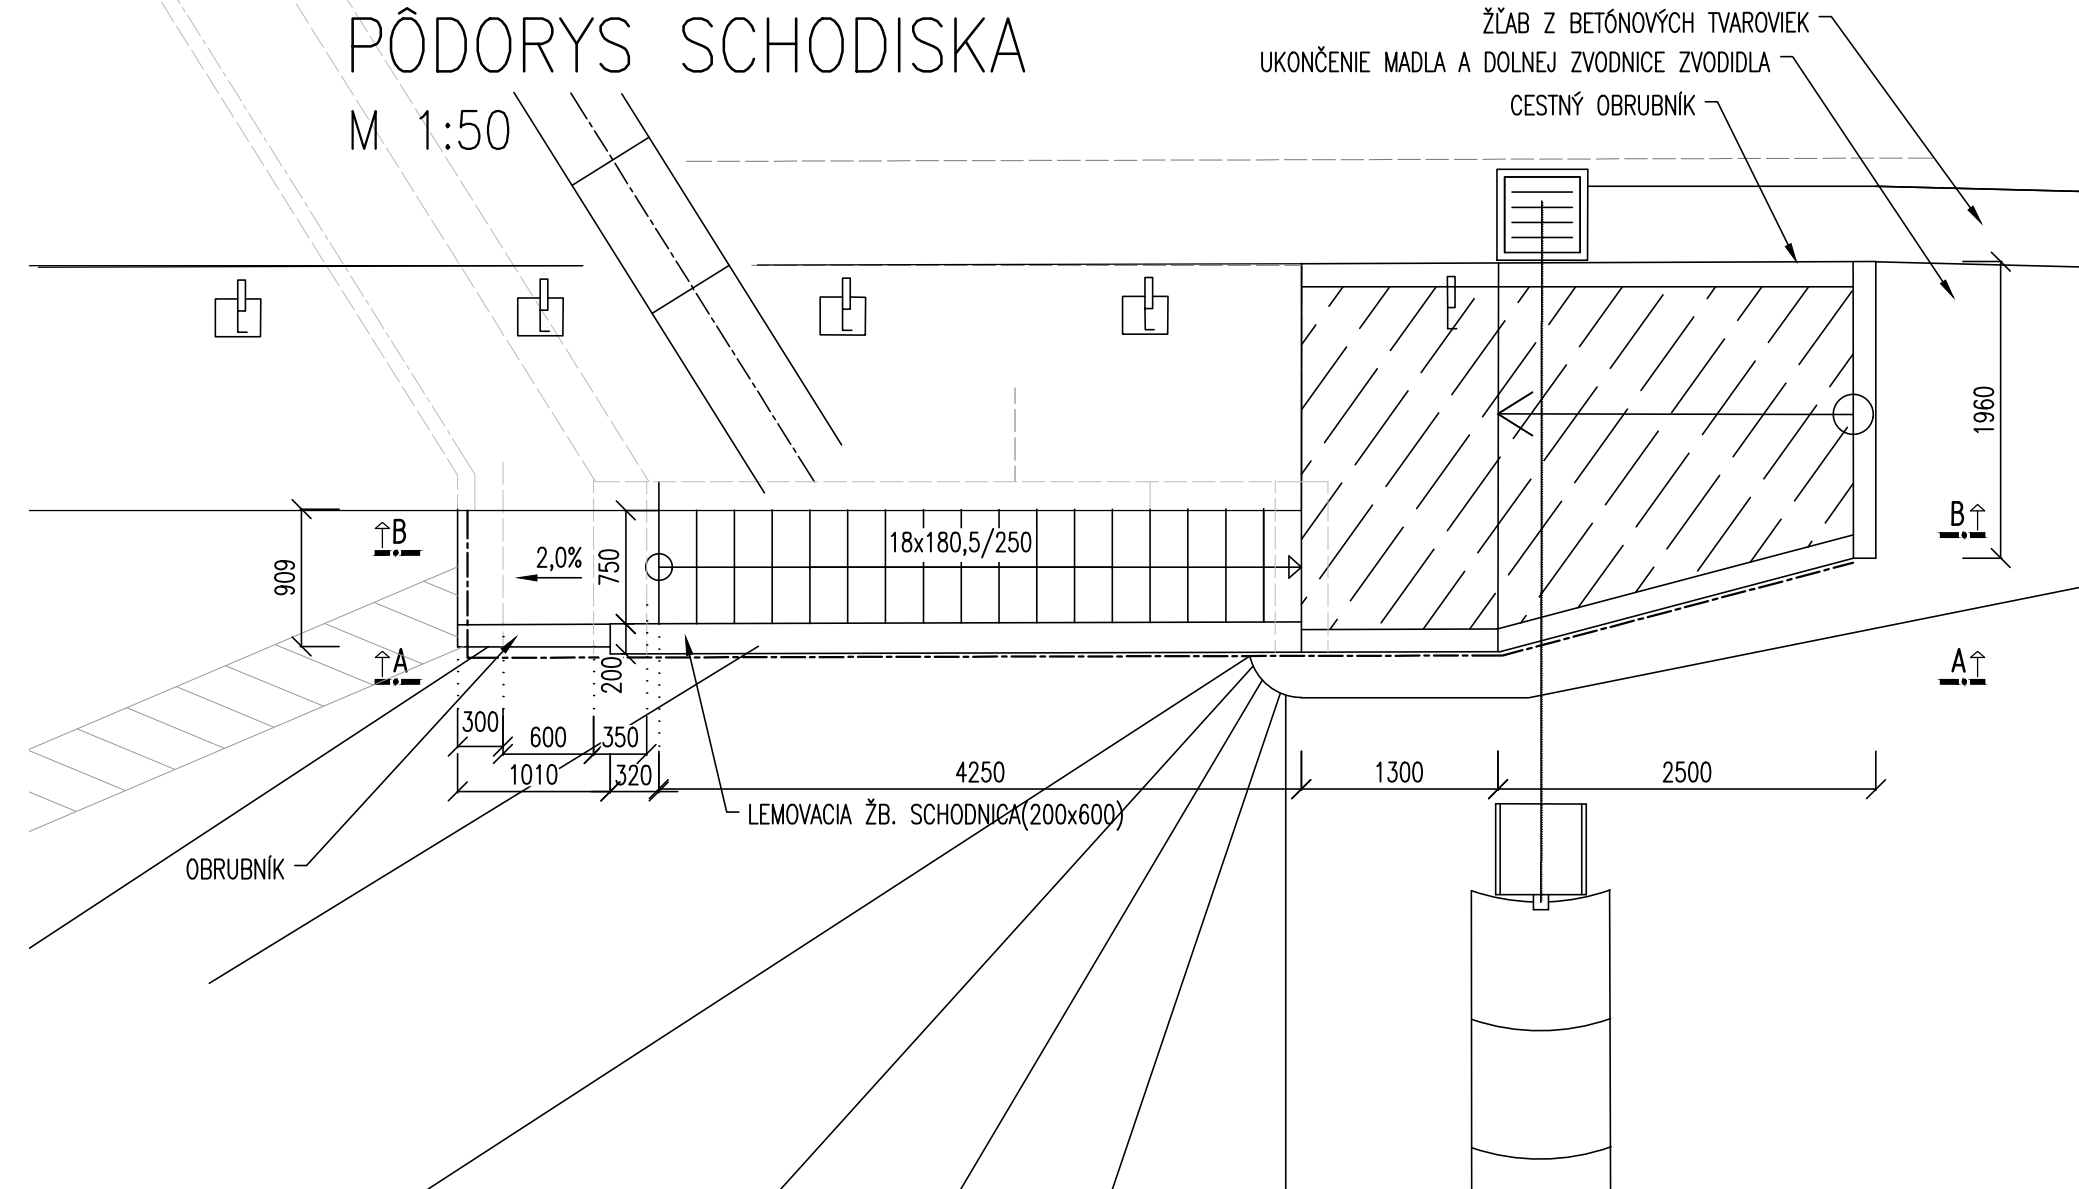 PÔDORYS SCHODISKA
M 1:50
ŽĽAB Z BETÓNOVÝCH TVAROVIEK
UKONČENIE MADLA A DOLNEJ ZVODNICE ZVODIDLA
CESTNÝ OBRUBNÍK
1960
B
B
18x180,5/250
2,0%
750
909
A
A
200
300
600
350
1010
320
4250
1300
2500
LEMOVACIA ŽB. SCHODNICA(200x600)
OBRUBNÍK